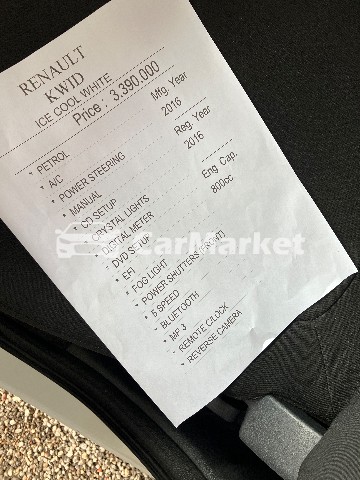 RENAULT
KWID
ICE COOL WHITE
Price : 3,390,000
Mfg. Year
2016
Reg. Year
2016
Eng. Cap.
800cc
* PETROL
* A/C
* POWER STEERING
* MANUAL
* CD SETUP
* CRYSTAL LIGHTS
* DIGITAL METER
* DVD SETUP
* EFI
* FOG LIGHT
* POWER SHUTTERS (FRONT)
* 5 SPEED
- BLUETOOTH
* MP 3
- REMOTE C/LOCK
- REVERSE CAMERA
CarMarket